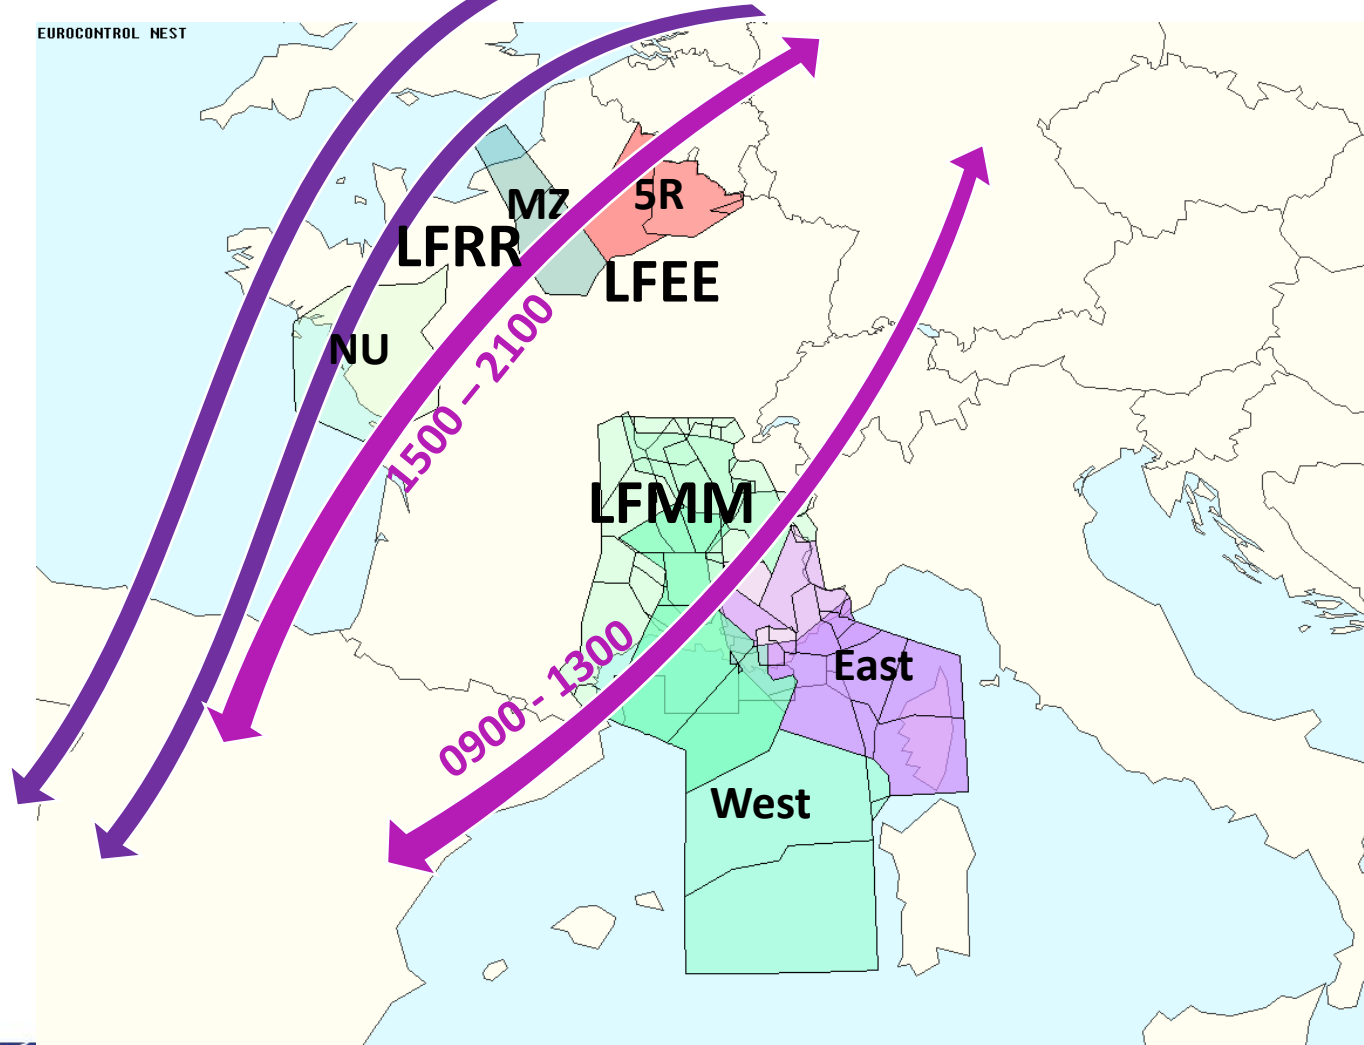 EUROCONTROL NEST
MZ
5R
LFRR
LFEE
NU
1500 – 2100
LFMM
0900 - 1300
East
West